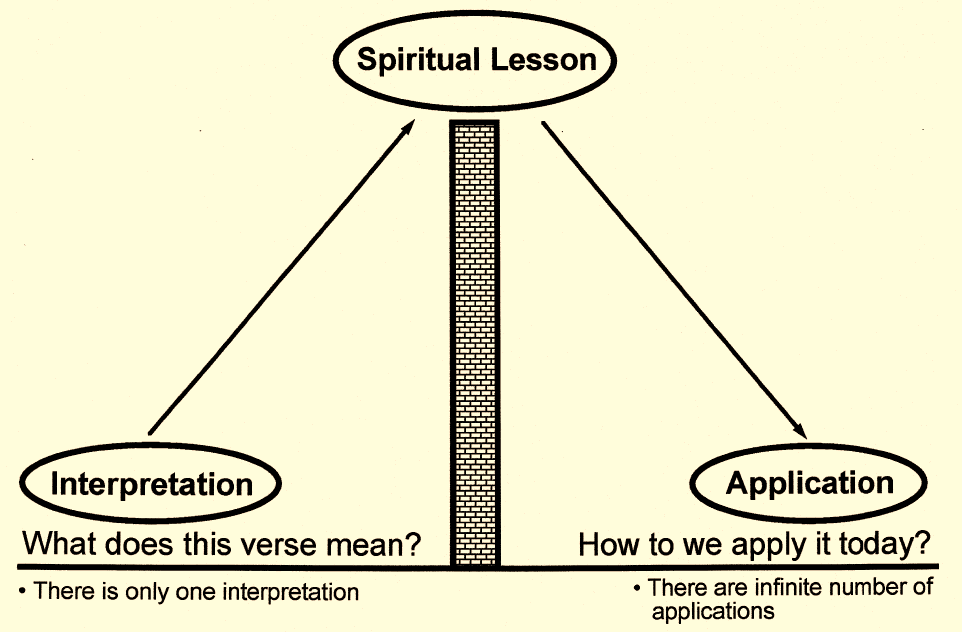 Spiritual Lesson
Interpretation
Application
What does this verse mean?
How to we apply it today?
• There is only one interpretation
• There are infinite number of
applications